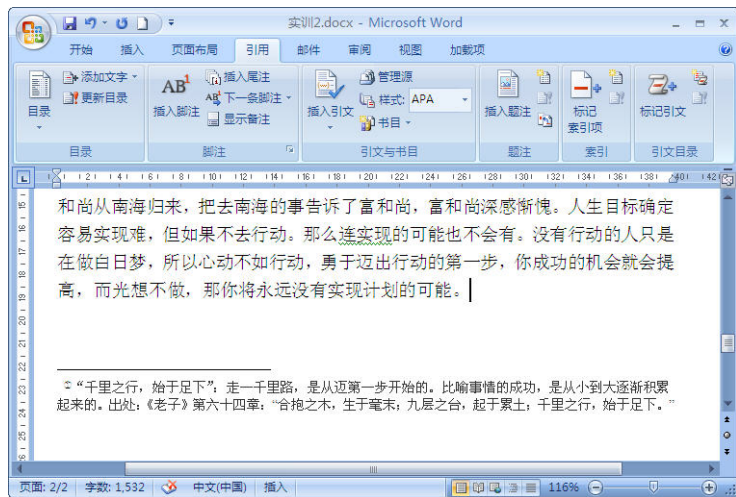 实训2.docx - Microsoft Word
开始 插入 页面布局 引用 邮件 审阅 视图 加载项
目录
添加文字
更新目录
目录
AB¹
插入脚注
插入尾注
下一条脚注
显示备注
脚注
插入引文
管理源
样式: APA
书目
引文与书目
插入题注
题注
标记
索引项
索引
标记引文
引文目录
和尚从南海归来，把去南海的事告诉了富和尚，富和尚深感惭愧。人生目标确定
容易实现难，但如果不去行动。那么连实现的可能也不会有。没有行动的人只是
在做白日梦，所以心动不如行动，勇于迈出行动的第一步，你成功的机会就会提
高，而光想不做，那你将永远没有实现计划的可能。
“千里之行，始于足下”：走一千里路，是从迈第一步开始的。比喻事情的成功，是从小到大逐渐积累
起来的。出处：《老子》第六十四章：“合抱之木，生于毫末；九层之台，起于累土；千里之行，始于足下。”
页面: 2/2 字数: 1,532 中文(中国) 插入 116%